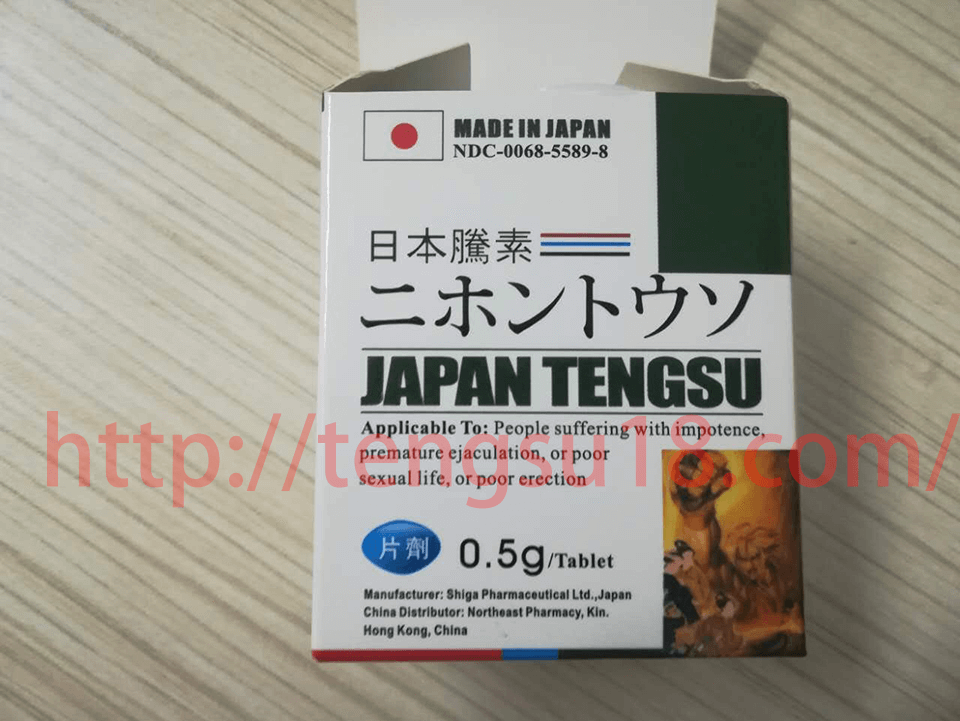 MADE IN JAPAN
NDC-0068-5589-8
日本騰素
ニホントウソ
JAPAN TENGSU
http://tengsu18.com/
Applicable To: People suffering with impotence,
premature ejaculation, or poor
sexual life, or poor erection
片劑 0.5g/Tablet
Manufacturer: Shiga Pharmaceutical Ltd.,Japan
China Distributor: Northeast Pharmacy, Kin.
Hong Kong, China